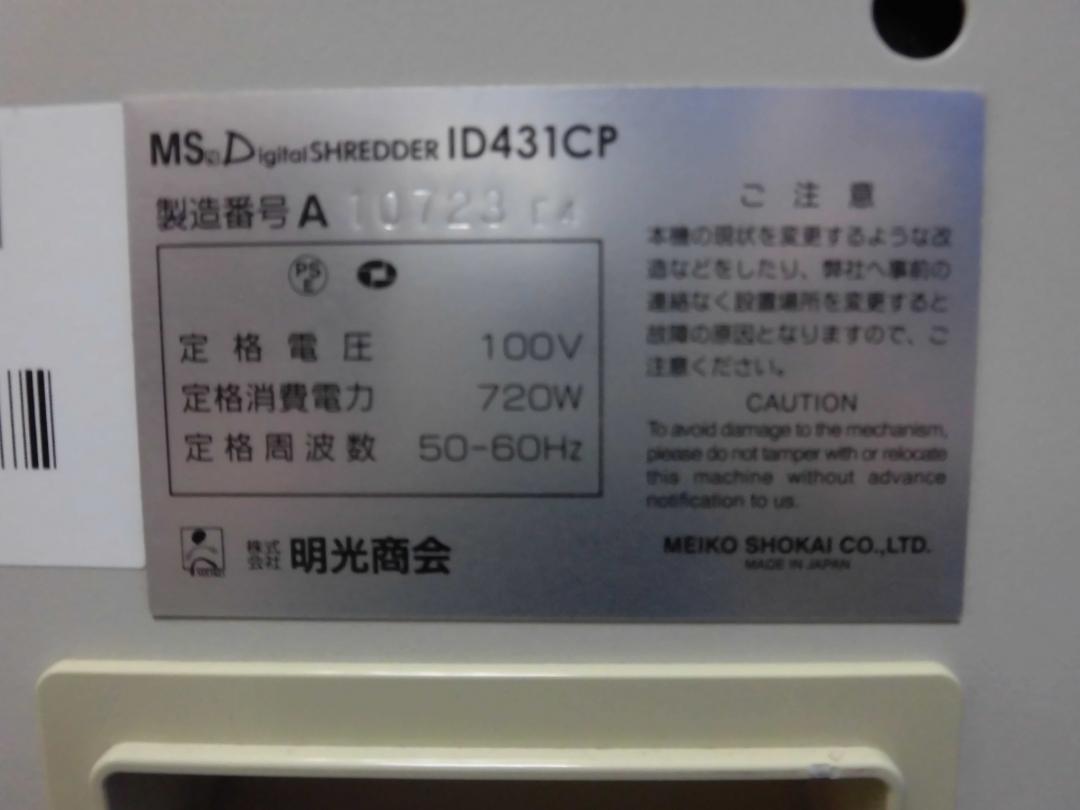 MS DigitalSHREDDER ID431CP
製造番号 A 10723
PS
E
定格電圧 100V
定格消費電力 720W
定格周波数 50-60Hz
株式
会社 明光商会
ご注意
本機の現状を変更するような改
造などをしたり、弊社へ事前の
連絡なく設置場所を変更すると
故障の原因となりますので、ご
注意ください。
CAUTION
To avoid damage to the mechanism,
please do not tamper with or relocate
this machine without advance
notification to us.
MEIKO SHOKAI CO.,LTD.
MADE IN JAPAN